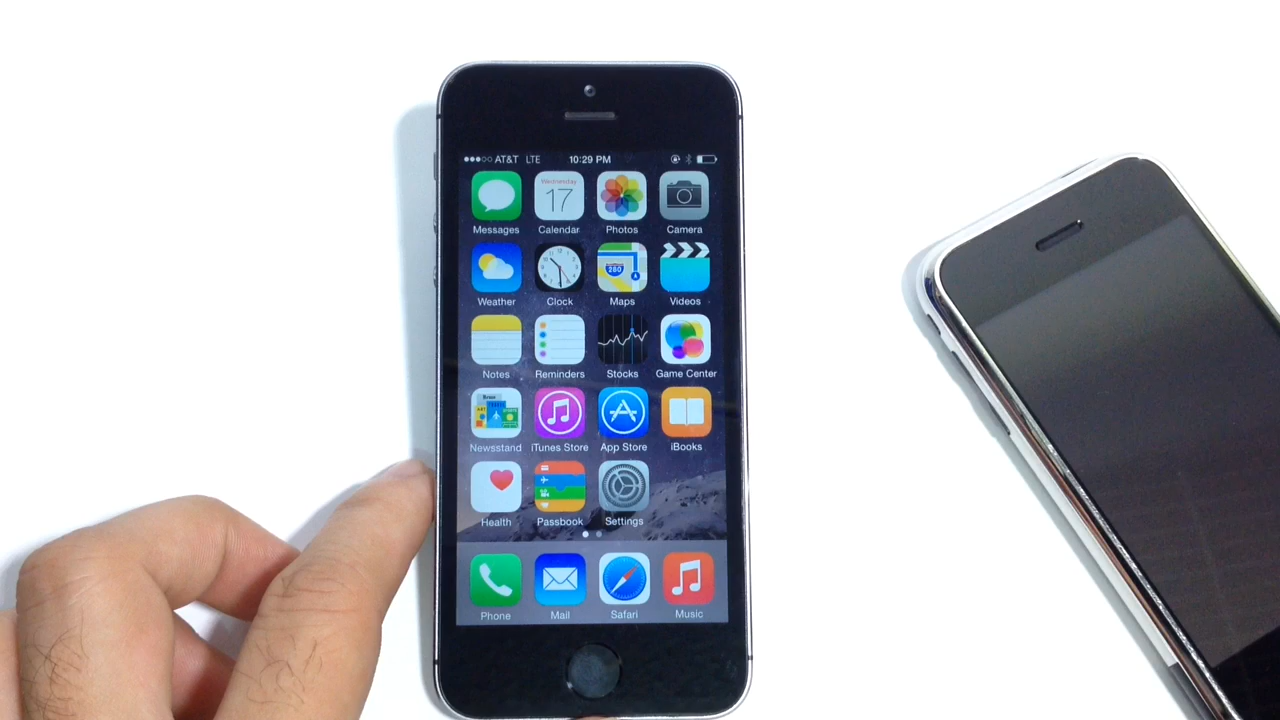 AT&T LTE 10:29 PM
Wednesday
17
Messages Calendar Photos Camera
280
Weather Clock Maps Videos
Notes Reminders Stocks Game Center
Newsstand iTunes Store App Store iBooks
Health Passbook Settings
Phone Mail Safari Music